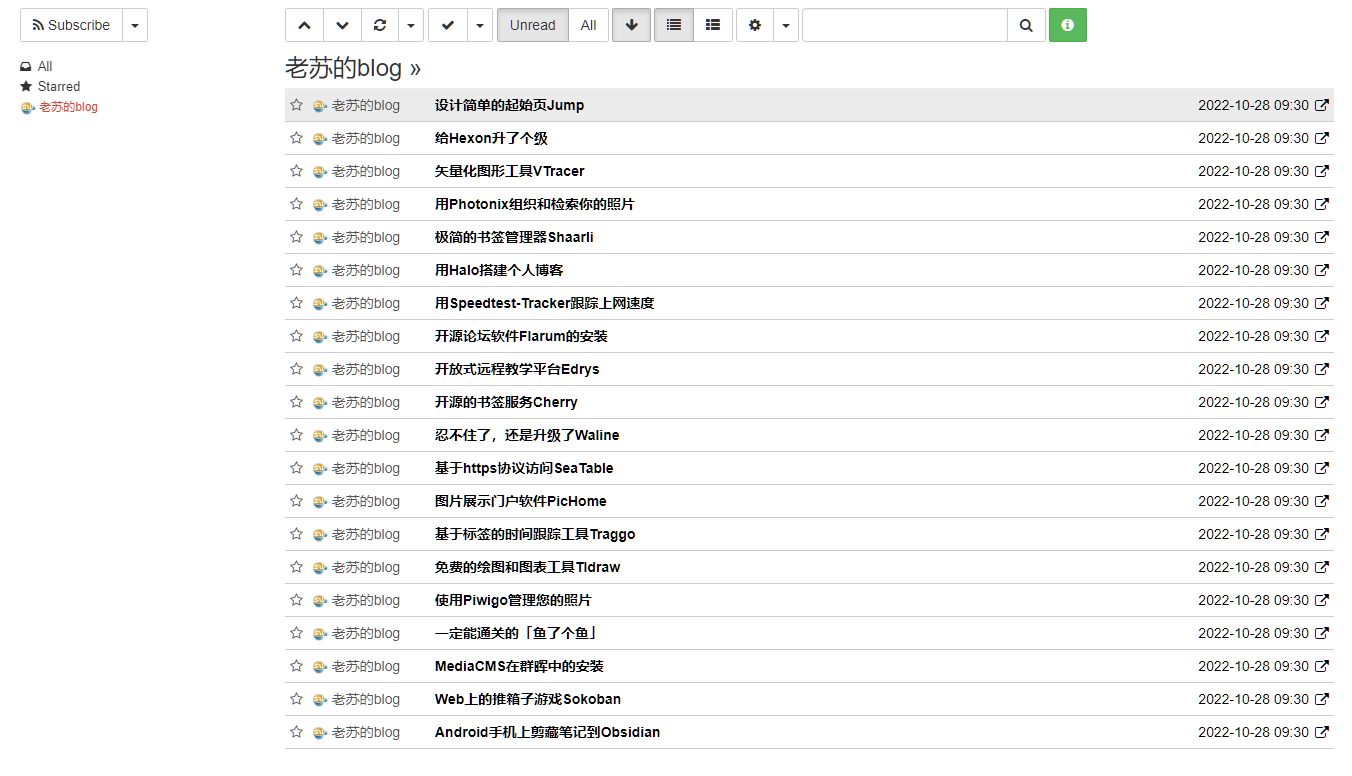 Subscribe Unread All
All
Starred
老苏的blog
老苏的blog »
老苏的blog 设计简单的起始页Jump 2022-10-28 09:30
老苏的blog 给Hexon升了个级 2022-10-28 09:30
老苏的blog 矢量化图形工具VTracer 2022-10-28 09:30
老苏的blog 用Photonix组织和检索你的照片 2022-10-28 09:30
老苏的blog 极简的书签管理器Shaarli 2022-10-28 09:30
老苏的blog 用Halo搭建个人博客 2022-10-28 09:30
老苏的blog 用Speedtest-Tracker跟踪上网速度 2022-10-28 09:30
老苏的blog 开源论坛软件Flarum的安装 2022-10-28 09:30
老苏的blog 开放式远程教学平台Edrys 2022-10-28 09:30
老苏的blog 开源的书签服务Cherry 2022-10-28 09:30
老苏的blog 忍不住了，还是升级了Waline 2022-10-28 09:30
老苏的blog 基于https协议访问SeaTable 2022-10-28 09:30
老苏的blog 图片展示门户软件PicHome 2022-10-28 09:30
老苏的blog 基于标签的时间跟踪工具Traggo 2022-10-28 09:30
老苏的blog 免费的绘图和图表工具Tldraw 2022-10-28 09:30
老苏的blog 使用Piwigo管理您的照片 2022-10-28 09:30
老苏的blog 一定能通关的「鱼了个鱼」 2022-10-28 09:30
老苏的blog MediaCMS在群晖中的安装 2022-10-28 09:30
老苏的blog Web上的推箱子游戏Sokoban 2022-10-28 09:30
老苏的blog Android手机上剪藏笔记到Obsidian 2022-10-28 09:30